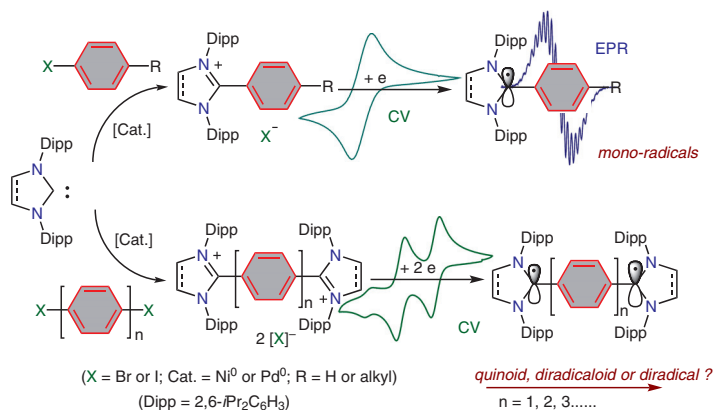 Dipp
N
+
X
R
N
Dipp
X⁻
[Cat.]
+ e
CV
Dipp
N
N
Dipp
R
EPR
mono-radicals
Dipp
N
:
N
Dipp
[Cat.]
X
X
n
Dipp
N
+
N
Dipp
n
Dipp
N
N
+
Dipp
2 [X]⁻
+ 2 e
CV
Dipp
N
N
Dipp
n
Dipp
N
N
Dipp
(X = Br or I; Cat. = Ni⁰ or Pd⁰; R = H or alkyl)
(Dipp = 2,6-iPr₂C₆H₃)
quinoid, diradicaloid or diradical ?
n = 1, 2, 3......